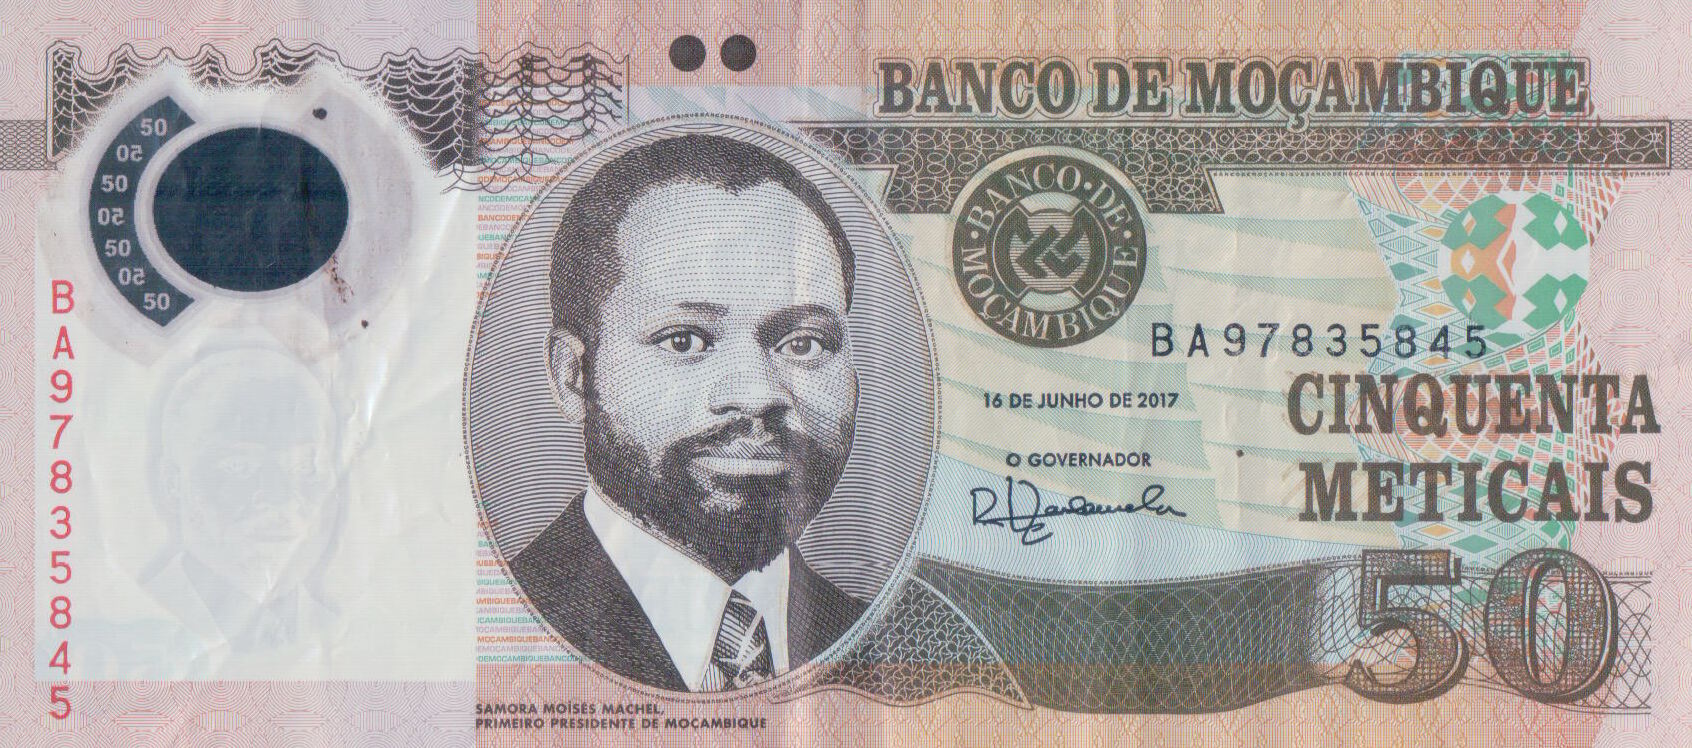 BANCO DE MOÇAMBIQUE
50
50
50
50
50
50
50
BANCO·DE·MOÇAMBIQUE
BA97835845
BA97835845
16 DE JUNHO DE 2017
O GOVERNADOR
CINQUENTA
METICAIS
50
SAMORA MOÍSES MACHEL,
PRIMEIRO PRESIDENTE DE MOÇAMBIQUE